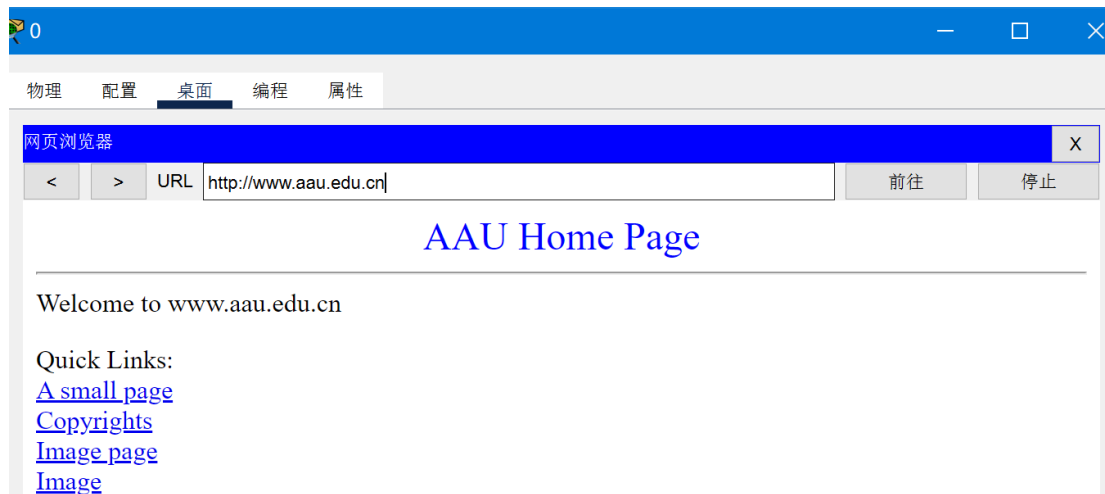 0
物理 配置 桌面 编程 属性
网页浏览器 X
< > URL http://www.aau.edu.cn 前往 停止
AAU Home Page
Welcome to www.aau.edu.cn
Quick Links:
A small page
Copyrights
Image page
Image